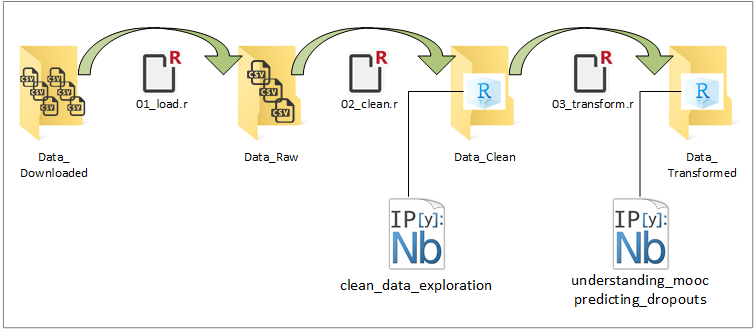 CSV
CSV
CSV
CSV
CSV
CSV
CSV
R
01_load.r
CSV
CSV
CSV
R
02_clean.r
R
R
03_transform.r
R
Data_
Downloaded
Data_Raw
Data_Clean
Data_
Transformed
IP[y]:
Nb
clean_data_exploration
IP[y]:
Nb
understanding_mooc
predicting_dropouts